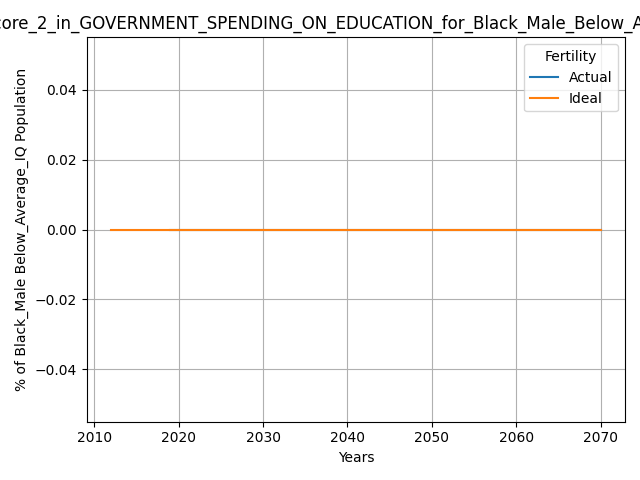 core_2_in_GOVERNMENT_SPENDING_ON_EDUCATION_for_Black_Male_Below_A
% of Black_Male Below_Average_IQ Population
0.04
0.02
0.00
−0.02
−0.04
Fertility
Actual
Ideal
2010 2020 2030 2040 2050 2060 2070
Years